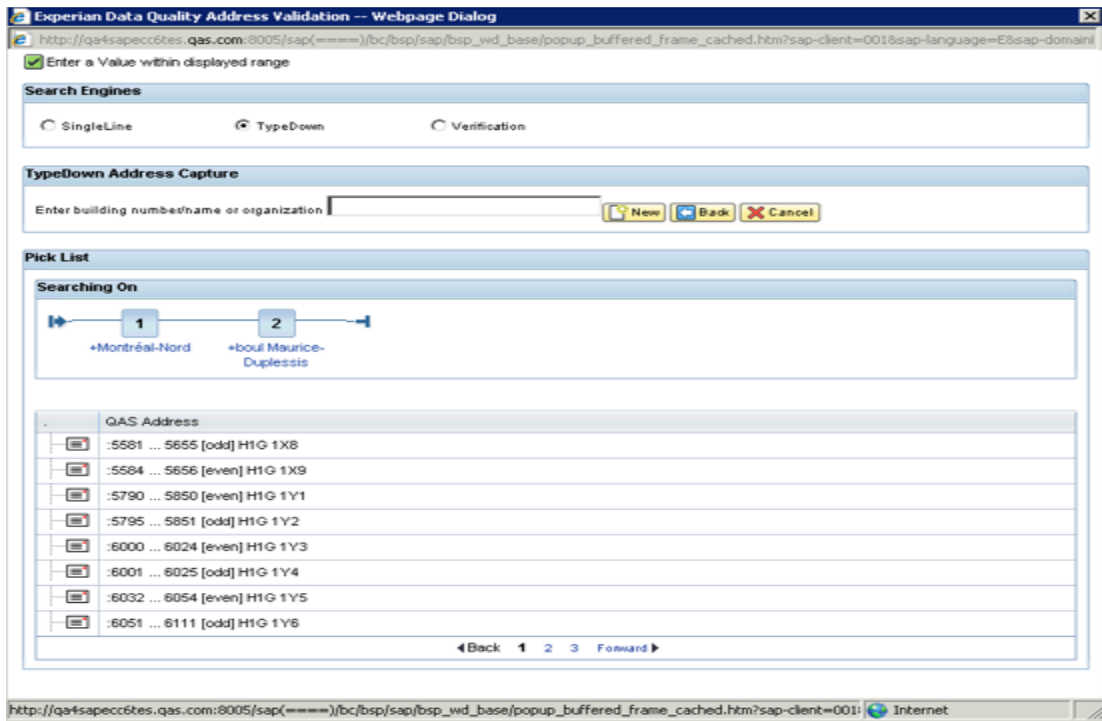 Experian Data Quality Address Validation -- Webpage Dialog
http://qa4sapecc6tes.qas.com:8005/sap(====)/bc/bsp/sap/bsp_wd_base/popup_buffered_frame_cached.htm?sap-client=001&sap-language=E&sap-domainl
Enter a Value within displayed range
Search Engines
SingleLine TypeDown Verification
TypeDown Address Capture
Enter building number/name or organization New Back Cancel
Pick List
Searching On
1 2
+Montréal-Nord +boul Maurice-
Duplessis
. QAS Address
:5581 ... 5655 [odd] H1G 1X8
:5584 ... 5656 [even] H1G 1X9
:5790 ... 5850 [even] H1G 1Y1
:5795 ... 5851 [odd] H1G 1Y2
:6000 ... 6024 [even] H1G 1Y3
:6001 ... 6025 [odd] H1G 1Y4
:6032 ... 6054 [even] H1G 1Y5
:6051 ... 6111 [odd] H1G 1Y6
Back 1 2 3 Forward
http://qa4sapecc6tes.qas.com:8005/sap(====)/bc/bsp/sap/bsp_wd_base/popup_buffered_frame_cached.htm?sap-client=001& Internet